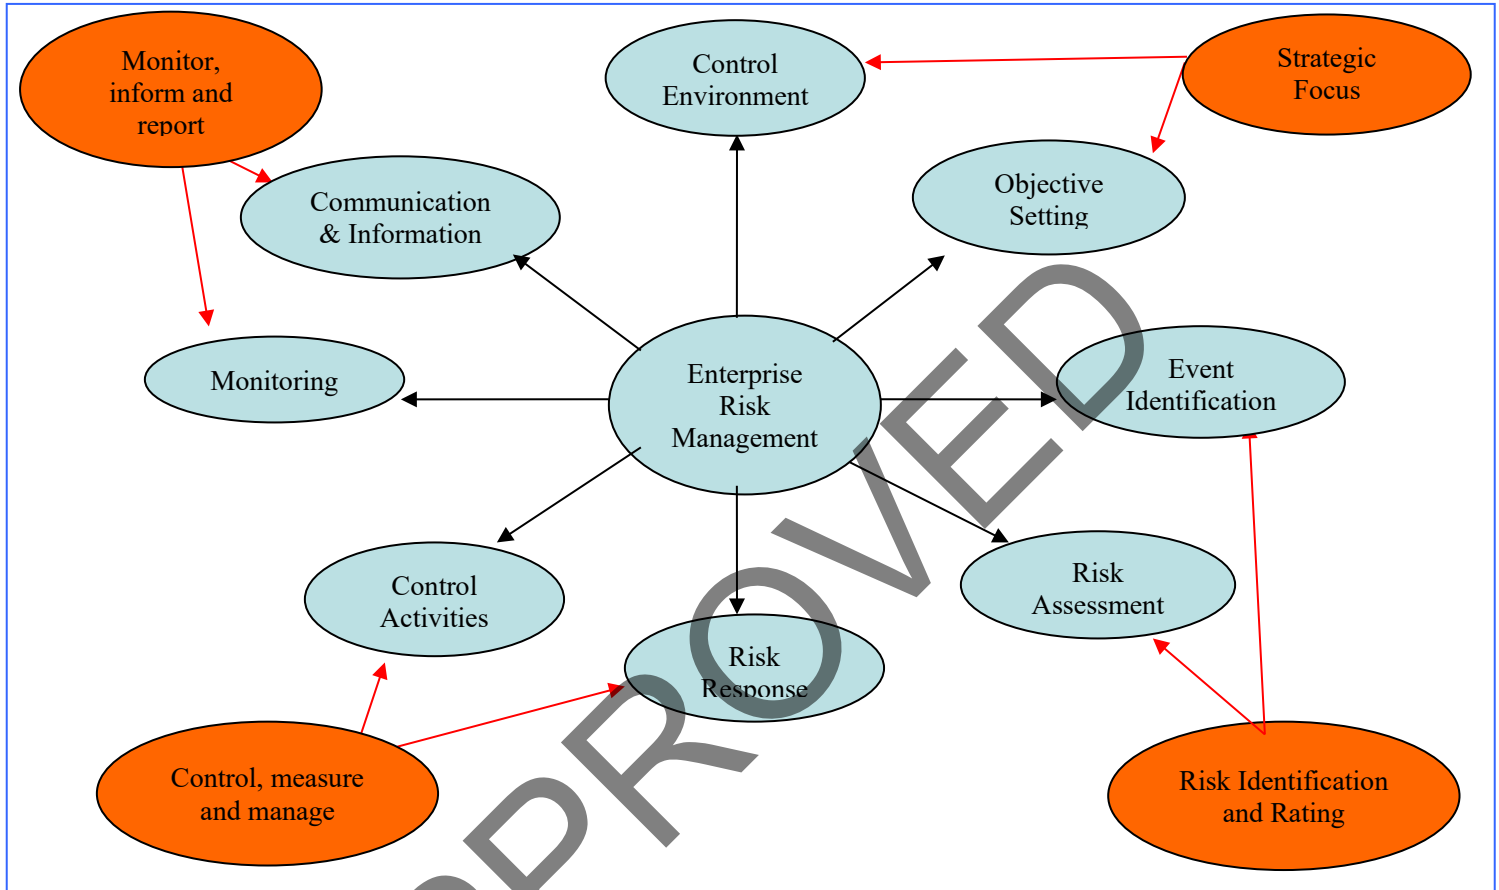 Monitor,
inform and
report
Control
Environment
Strategic
Focus
Communication
& Information
Objective
Setting
Monitoring
Enterprise
Risk
Management
Event
Identification
Control
Activities
Risk
Response
Risk
Assessment
Control, measure
and manage
Risk Identification
and Rating
PROVED